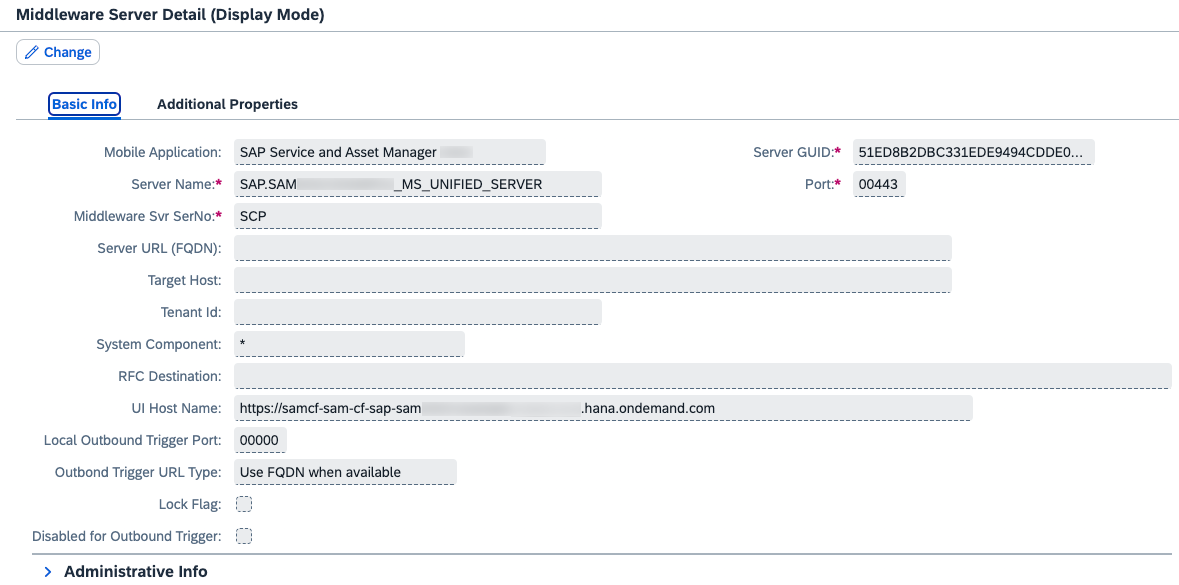 Middleware Server Detail (Display Mode)
Change
Basic Info Additional Properties
Mobile Application: SAP Service and Asset Manager Server GUID:* 51ED8B2DBC331EDE9494CDDE0...
Server Name:* SAP.SAM _MS_UNIFIED_SERVER Port:* 00443
Middleware Svr SerNo:* SCP
Server URL (FQDN):
Target Host:
Tenant Id:
System Component: *
RFC Destination:
UI Host Name: https://samcf-sam-cf-sap-sam .hana.ondemand.com
Local Outbound Trigger Port: 00000
Outbond Trigger URL Type: Use FQDN when available
Lock Flag:
Disabled for Outbound Trigger:
Administrative Info